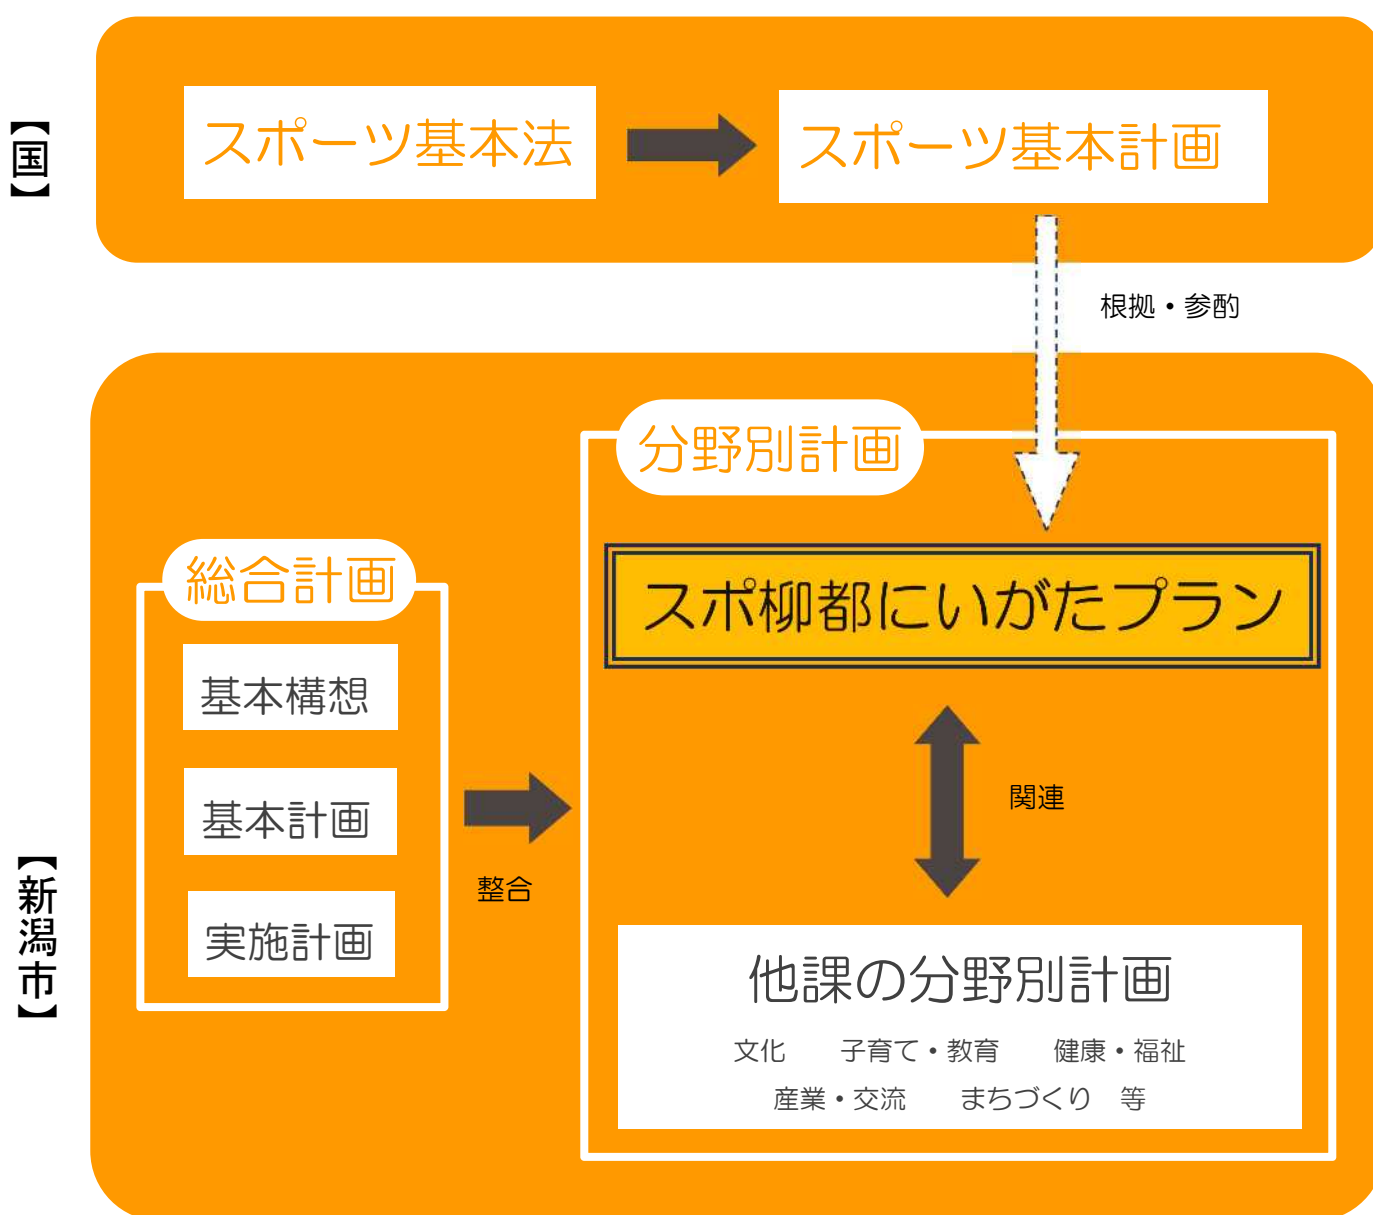 【国】
スポーツ基本法
スポーツ基本計画
根拠・参酌
【新潟市】
分野別計画
総合計画
スポ柳都にいがたプラン
基本構想
基本計画
実施計画
整合
関連
他課の分野別計画
文化　子育て・教育　健康・福祉
産業・交流　まちづくり　等